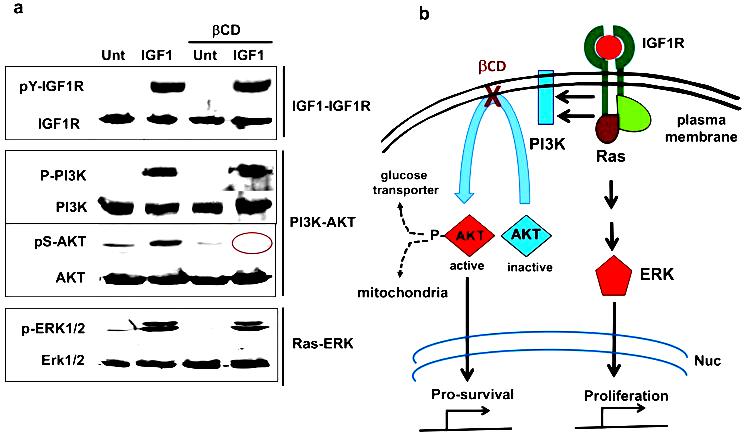 a
βCD
Unt IGF1 Unt IGF1
pY-IGF1R
IGF1R
IGF1-IGF1R
P-PI3K
PI3K
pS-AKT
AKT
PI3K-AKT
p-ERK1/2
Erk1/2
Ras-ERK
b
IGF1R
βCD
X
plasma
membrane
PI3K
Ras
glucose
transporter
P
AKT
AKT
active
inactive
mitochondria
ERK
Nuc
Pro-survival
Proliferation